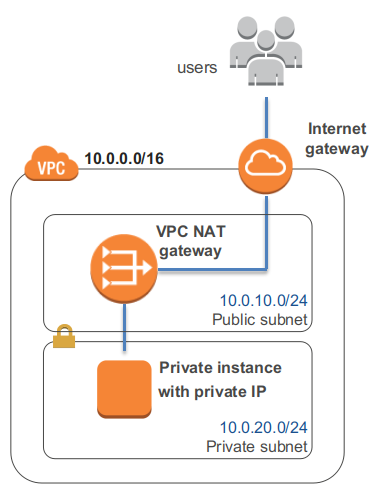 users
Internet
gateway
VPC
10.0.0.0/16
VPC NAT
gateway
10.0.10.0/24
Public subnet
Private instance
with private IP
10.0.20.0/24
Private subnet